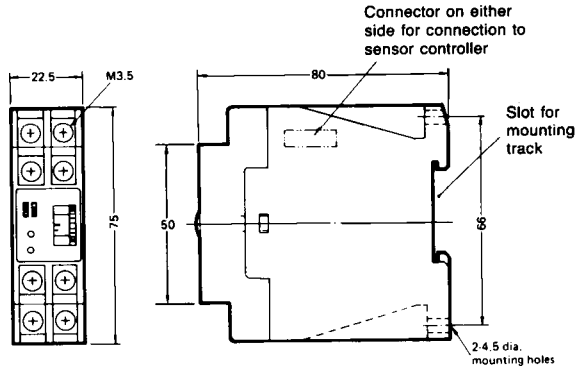 Connector on either
side for connection to
sensor controller
22.5
M3.5
80
Slot for
mounting
track
75
50
66
2-4.5 dia.
mounting holes